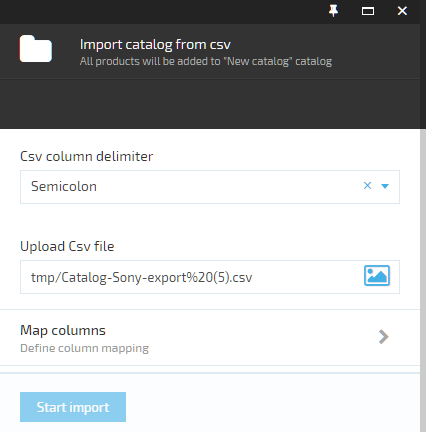 Import catalog from csv
All products will be added to "New catalog" catalog
Csv column delimiter
Semicolon
Upload Csv file
tmp/Catalog-Sony-export%20(5).csv
Map columns
Define column mapping
Start import